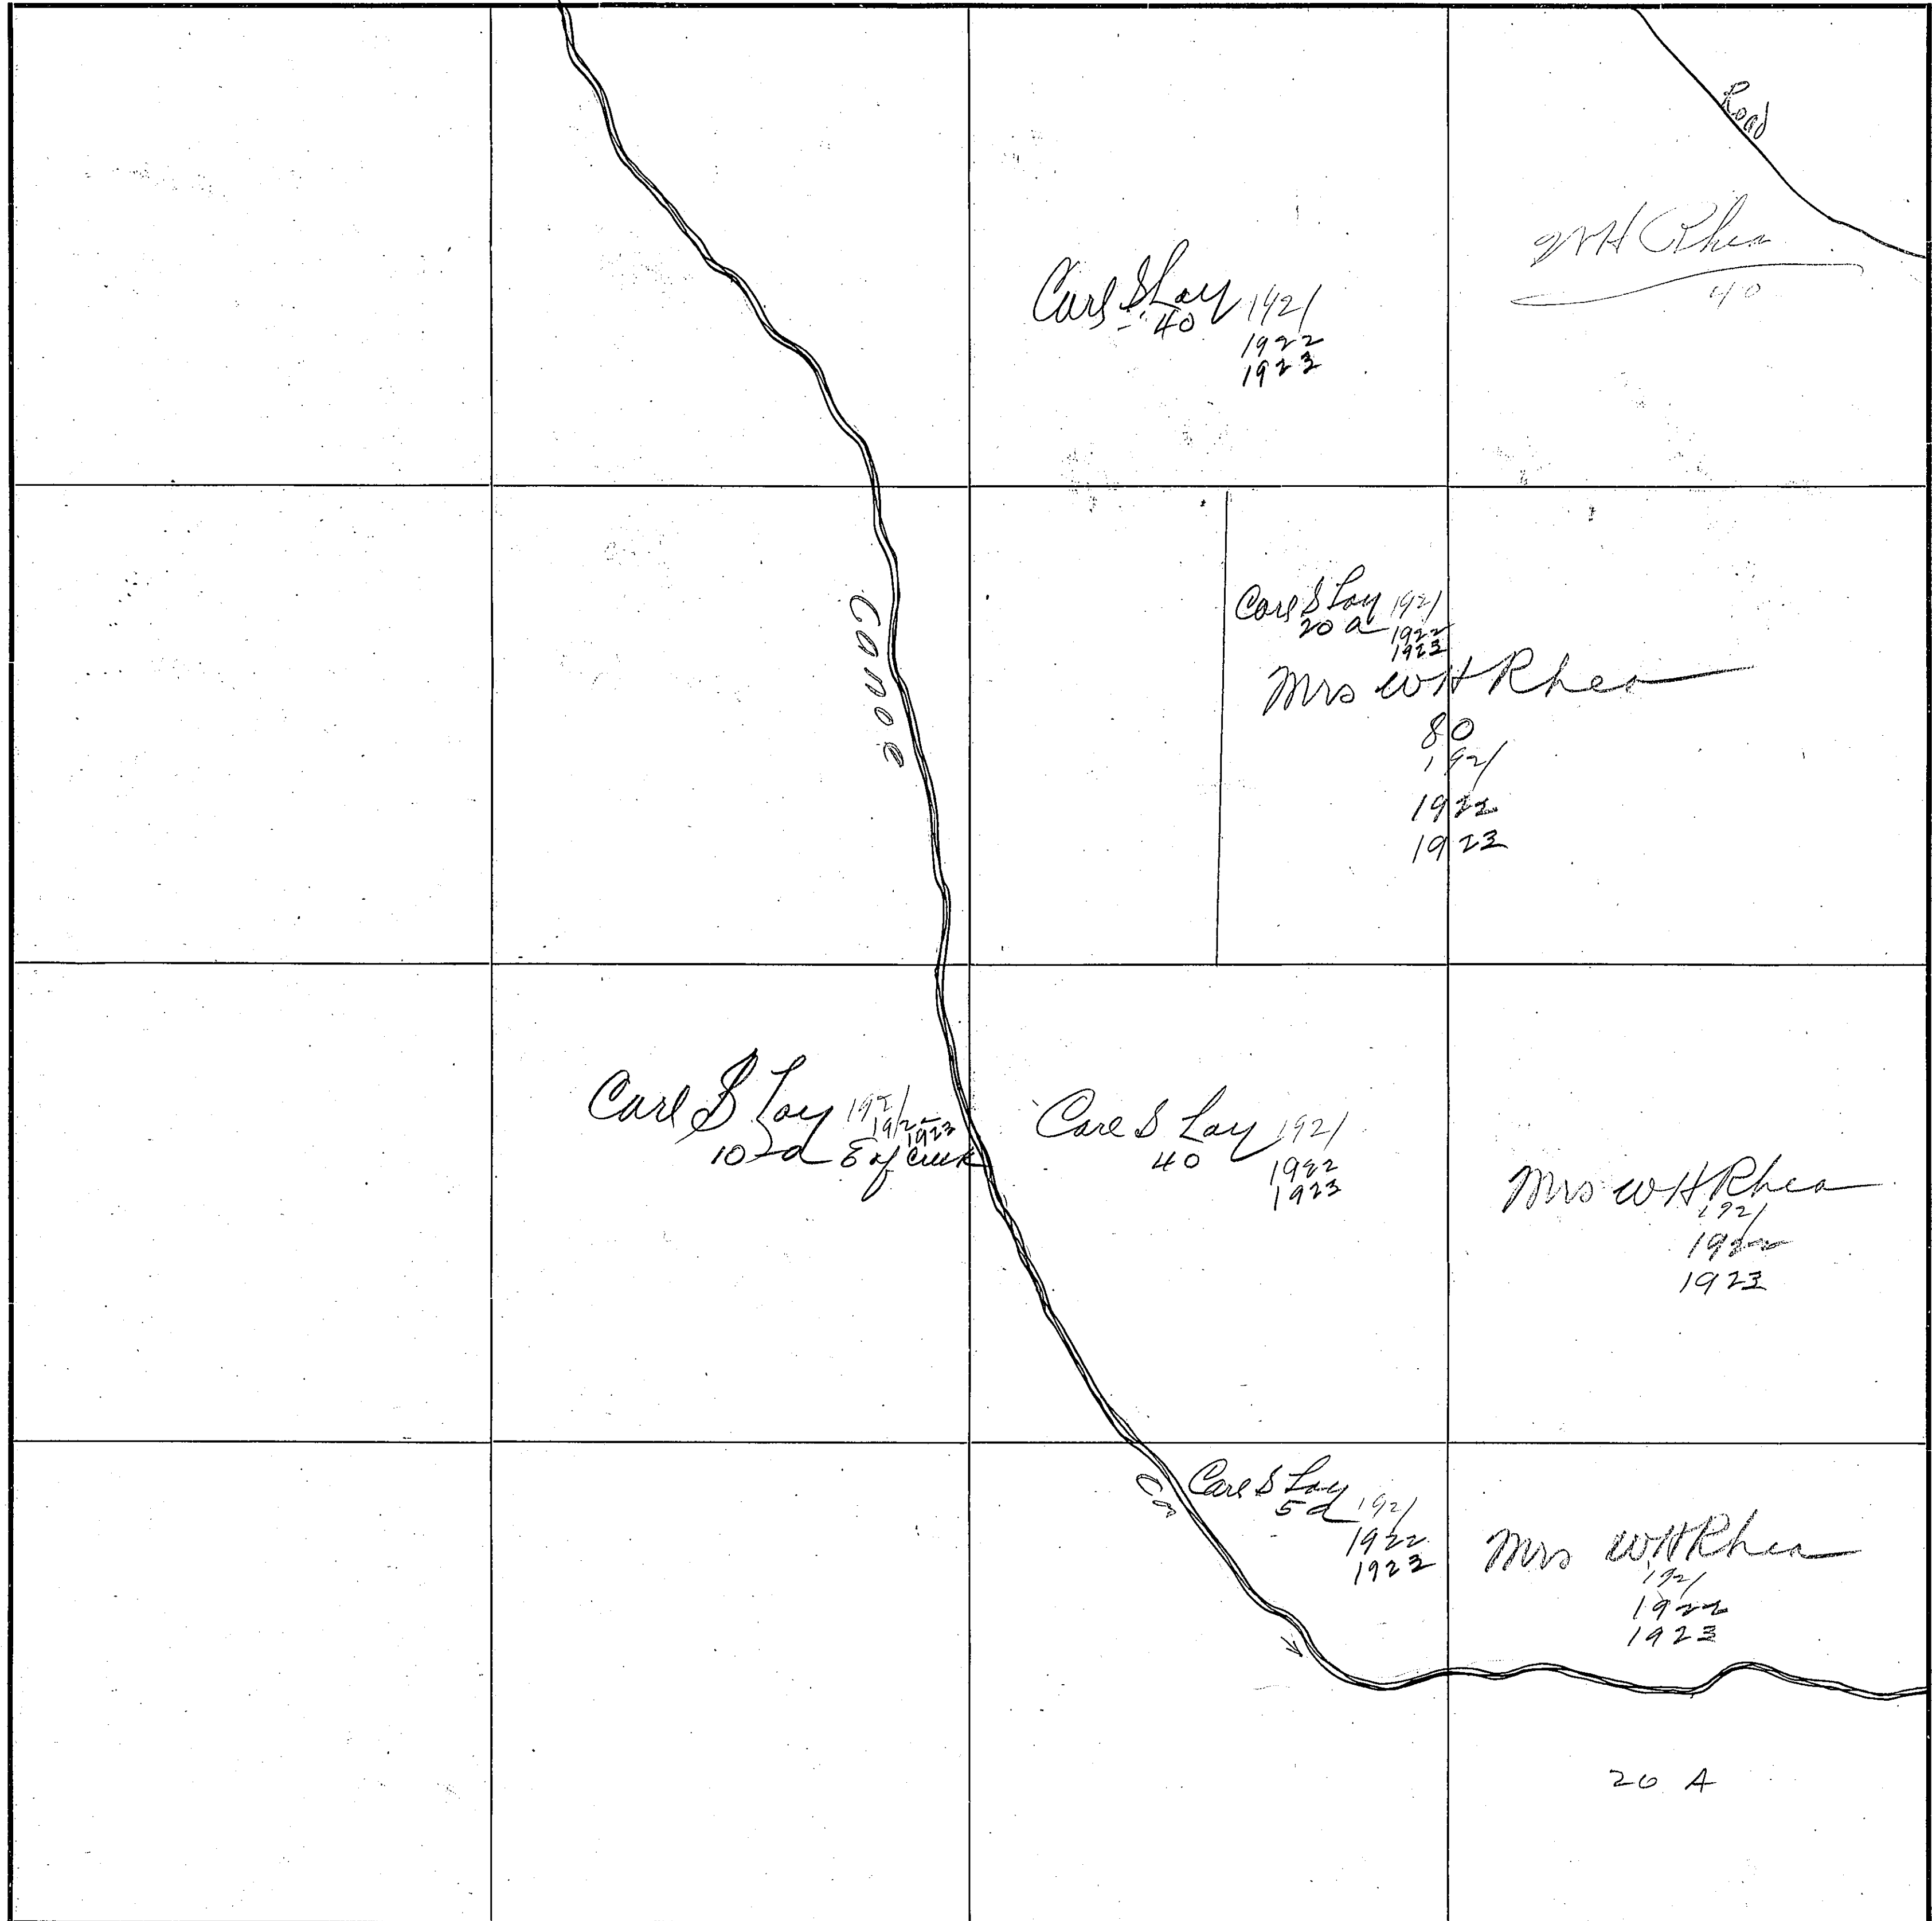 Road
W H Rhea
40
Carl S Lay 1921
40
1922
1923
Canoe
Carl S Lay 1921
20 a 1922
1923
Mrs W H Rhea
80
1921
1922
1923
Carl S Lay 1921
1922
1923
10 a E of Creek
Carl S Lay 1921
40
1922
1923
Mrs W H Rhea
1921
1922
1923
Ca
Carl S Lay
5 a 1921
1922
1923
Mrs W H Rhea
1921
1922
1923
20 A